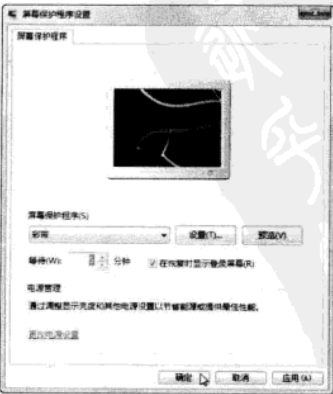 屏幕保护程序设置
屏幕保护程序
屏幕保护程序(S)
彩带
设置(T)...
预览(V)
等待(W):
分钟
在恢复时显示登录屏幕(R)
电源管理
通过调整显示亮度和其他电源设置以节省能源或提供最佳性能。
更改电源设置
确定
取消
应用(A)